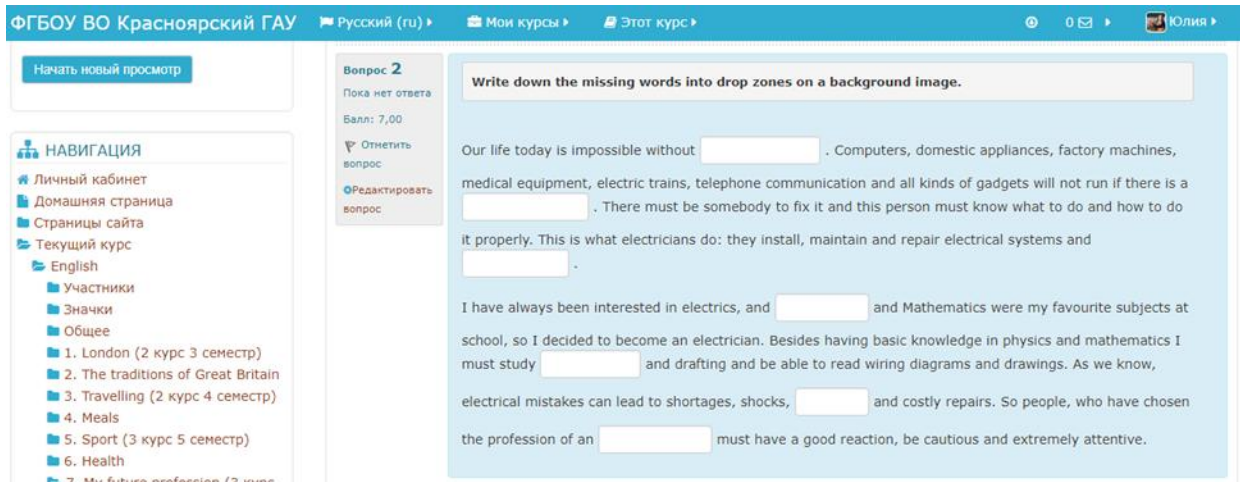 ФГБОУ ВО Красноярский ГАУ Русский (ru) Мои курсы Этот курс 0 Юлия
Начать новый просмотр
НАВИГАЦИЯ
Личный кабинет
Домашняя страница
Страницы сайта
Текущий курс
English
Участники
Значки
Общее
1. London (2 курс 3 семестр)
2. The traditions of Great Britain
3. Travelling (2 курс 4 семестр)
4. Meals
5. Sport (3 курс 5 семестр)
6. Health
7. My future profession (3 курс
Вопрос 2
Пока нет ответа
Балл: 7,00
Отметить
вопрос
Редактировать
вопрос
Write down the missing words into drop zones on a background image.
Our life today is impossible without . Computers, domestic appliances, factory machines,
medical equipment, electric trains, telephone communication and all kinds of gadgets will not run if there is a
. There must be somebody to fix it and this person must know what to do and how to do
it properly. This is what electricians do: they install, maintain and repair electrical systems and
.
I have always been interested in electrics, and and Mathematics were my favourite subjects at
school, so I decided to become an electrician. Besides having basic knowledge in physics and mathematics I
must study and drafting and be able to read wiring diagrams and drawings. As we know,
electrical mistakes can lead to shortages, shocks, and costly repairs. So people, who have chosen
the profession of an must have a good reaction, be cautious and extremely attentive.